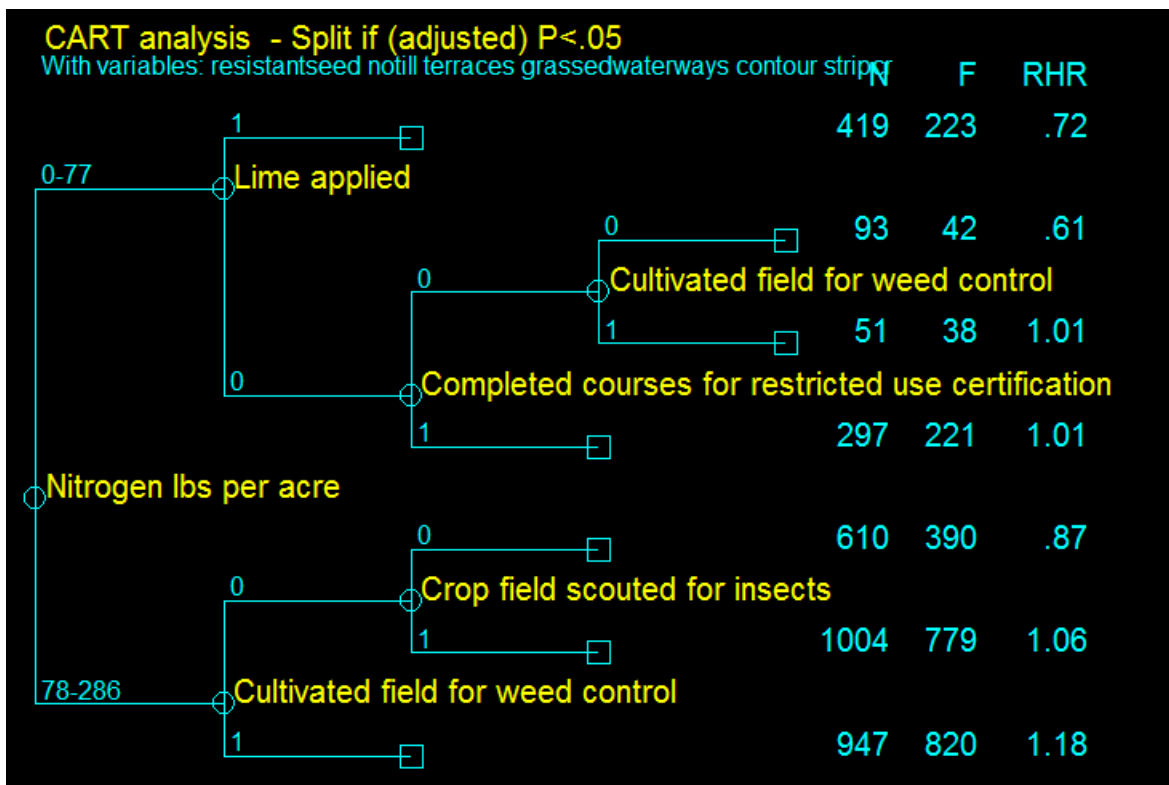 CART analysis - Split if (adjusted) P<.05
With variables: resistantseed notill terraces grassedwaterways contour
N F RHR
1 419 223 .72
0-77 Lime applied
0 93 42 .61
0 Cultivated field for weed control
1 51 38 1.01
0 Completed courses for restricted use certification
1 297 221 1.01
Nitrogen lbs per acre
0 610 390 .87
0 Crop field scouted for insects
1 1004 779 1.06
78-286 Cultivated field for weed control
1 947 820 1.18